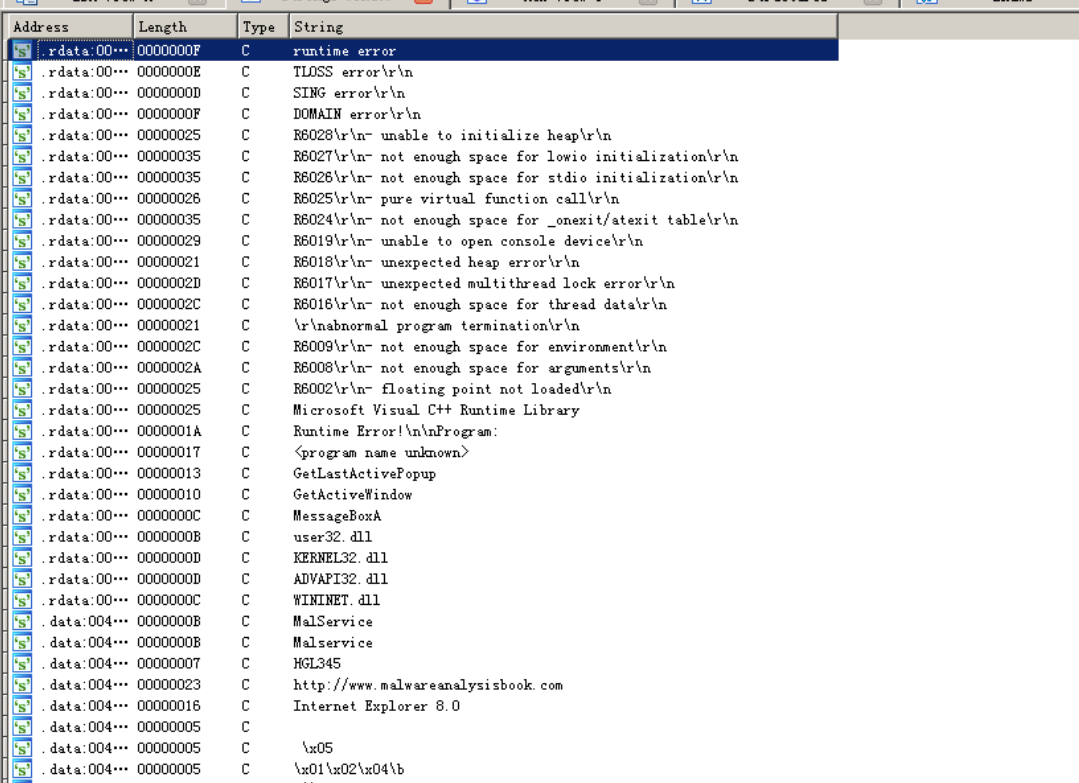 Address Length Type String
.rdata:00… 0000000F C runtime error
.rdata:00… 0000000E C TLOSS error\r\n
.rdata:00… 0000000D C SING error\r\n
.rdata:00… 0000000F C DOMAIN error\r\n
.rdata:00… 00000025 C R6028\r\n- unable to initialize heap\r\n
.rdata:00… 00000035 C R6027\r\n- not enough space for lowio initialization\r\n
.rdata:00… 00000035 C R6026\r\n- not enough space for stdio initialization\r\n
.rdata:00… 00000026 C R6025\r\n- pure virtual function call\r\n
.rdata:00… 00000035 C R6024\r\n- not enough space for _onexit/atexit table\r\n
.rdata:00… 00000029 C R6019\r\n- unable to open console device\r\n
.rdata:00… 00000021 C R6018\r\n- unexpected heap error\r\n
.rdata:00… 0000002D C R6017\r\n- unexpected multithread lock error\r\n
.rdata:00… 0000002C C R6016\r\n- not enough space for thread data\r\n
.rdata:00… 00000021 C \r\nabnormal program termination\r\n
.rdata:00… 0000002C C R6009\r\n- not enough space for environment\r\n
.rdata:00… 0000002A C R6008\r\n- not enough space for arguments\r\n
.rdata:00… 00000025 C R6002\r\n- floating point not loaded\r\n
.rdata:00… 00000025 C Microsoft Visual C++ Runtime Library
.rdata:00… 0000001A C Runtime Error!\n\nProgram:
.rdata:00… 00000017 C <program name unknown>
.rdata:00… 00000013 C GetLastActivePopup
.rdata:00… 00000010 C GetActiveWindow
.rdata:00… 0000000C C MessageBoxA
.rdata:00… 0000000B C user32.dll
.rdata:00… 0000000D C KERNEL32.dll
.rdata:00… 0000000D C ADVAPI32.dll
.rdata:00… 0000000C C WININET.dll
.data:004… 0000000B C MalService
.data:004… 0000000B C Malservice
.data:004… 00000007 C HGL345
.data:004… 00000023 C http://www.malwareanalysisbook.com
.data:004… 00000016 C Internet Explorer 8.0
.data:004… 00000005 C
.data:004… 00000005 C \x05
.data:004… 00000005 C \x01\x02\x04\b